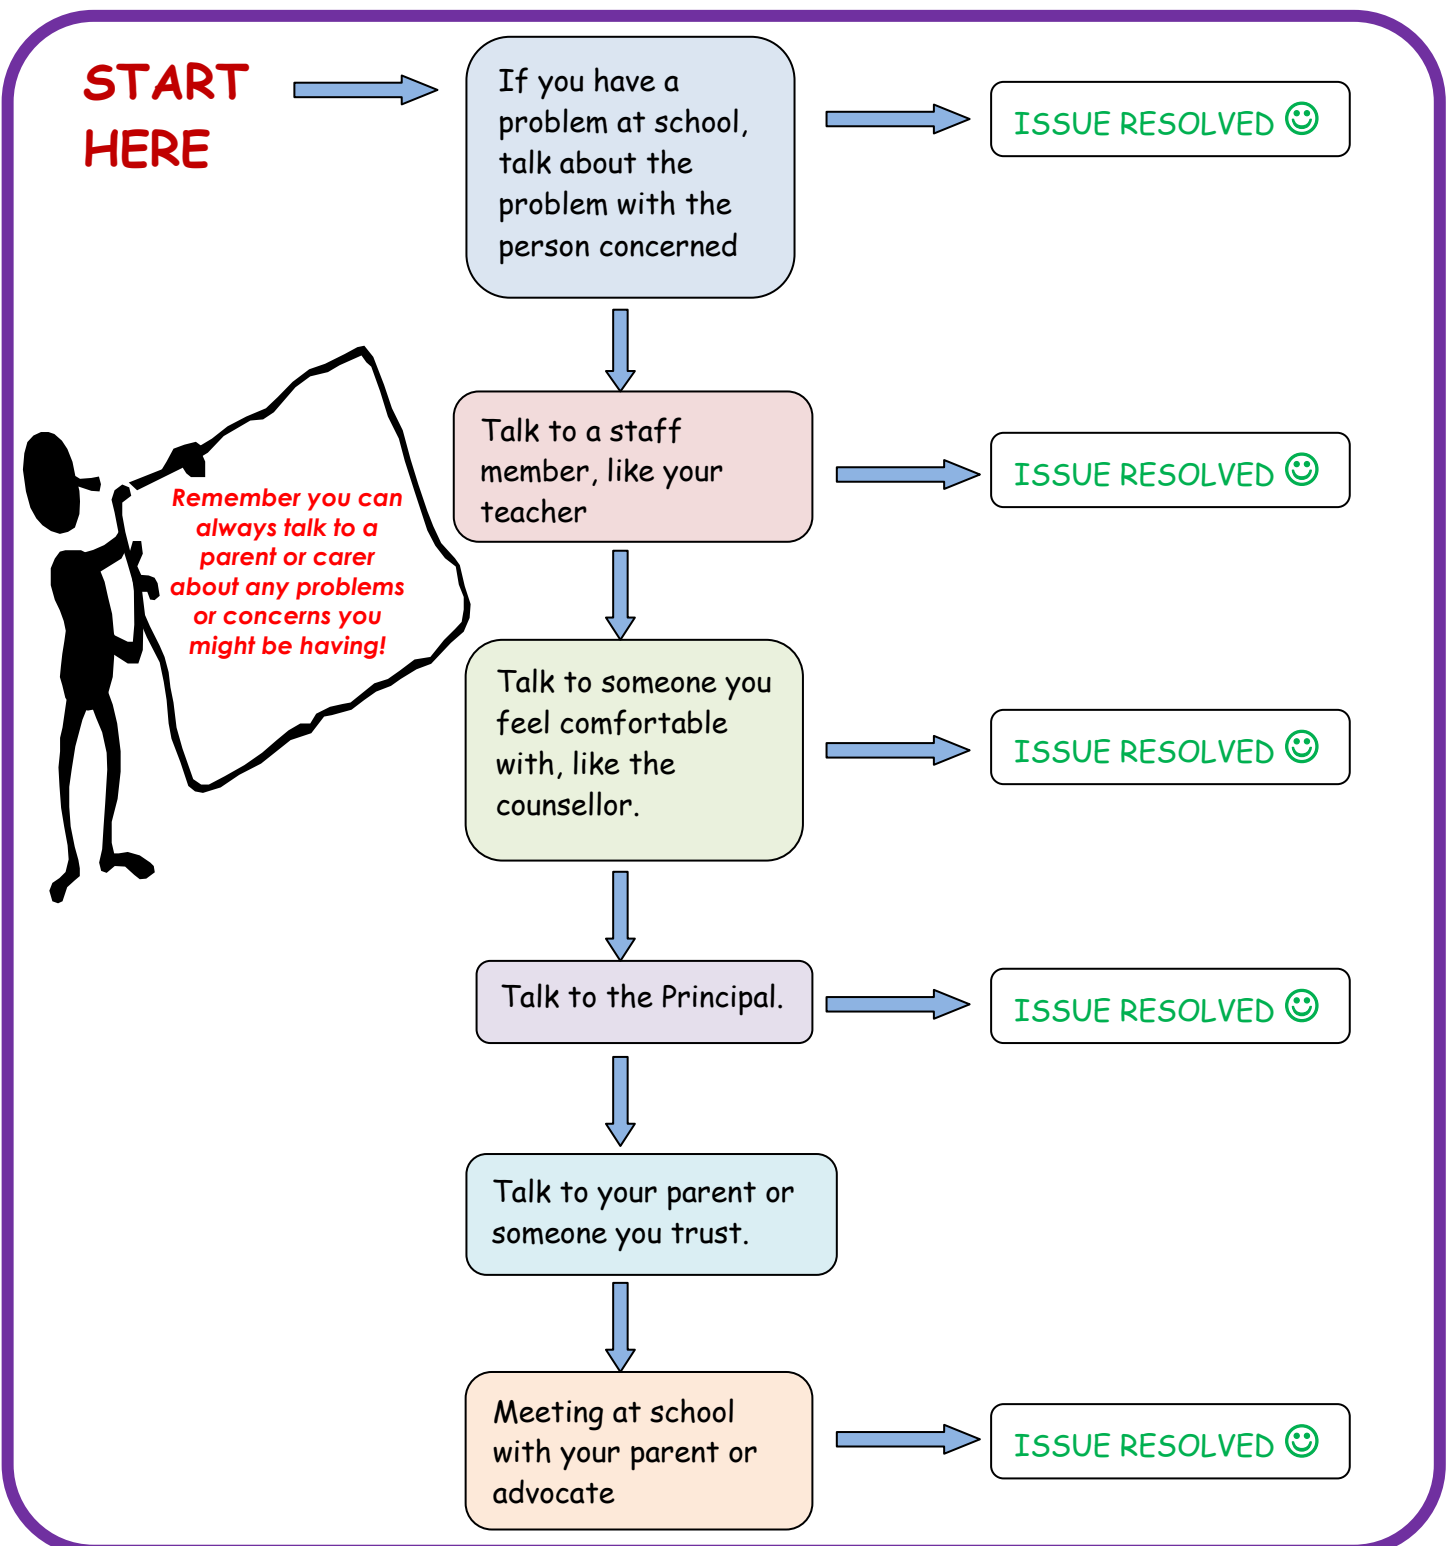 START
HERE
If you have a
problem at school,
talk about the
problem with the
person concerned
ISSUE RESOLVED ☺
Talk to a staff
member, like your
teacher
ISSUE RESOLVED ☺
Remember you can
always talk to a
parent or carer
about any problems
or concerns you
might be having!
Talk to someone you
feel comfortable
with, like the
counsellor.
ISSUE RESOLVED ☺
Talk to the Principal.
ISSUE RESOLVED ☺
Talk to your parent or
someone you trust.
Meeting at school
with your parent or
advocate
ISSUE RESOLVED ☺